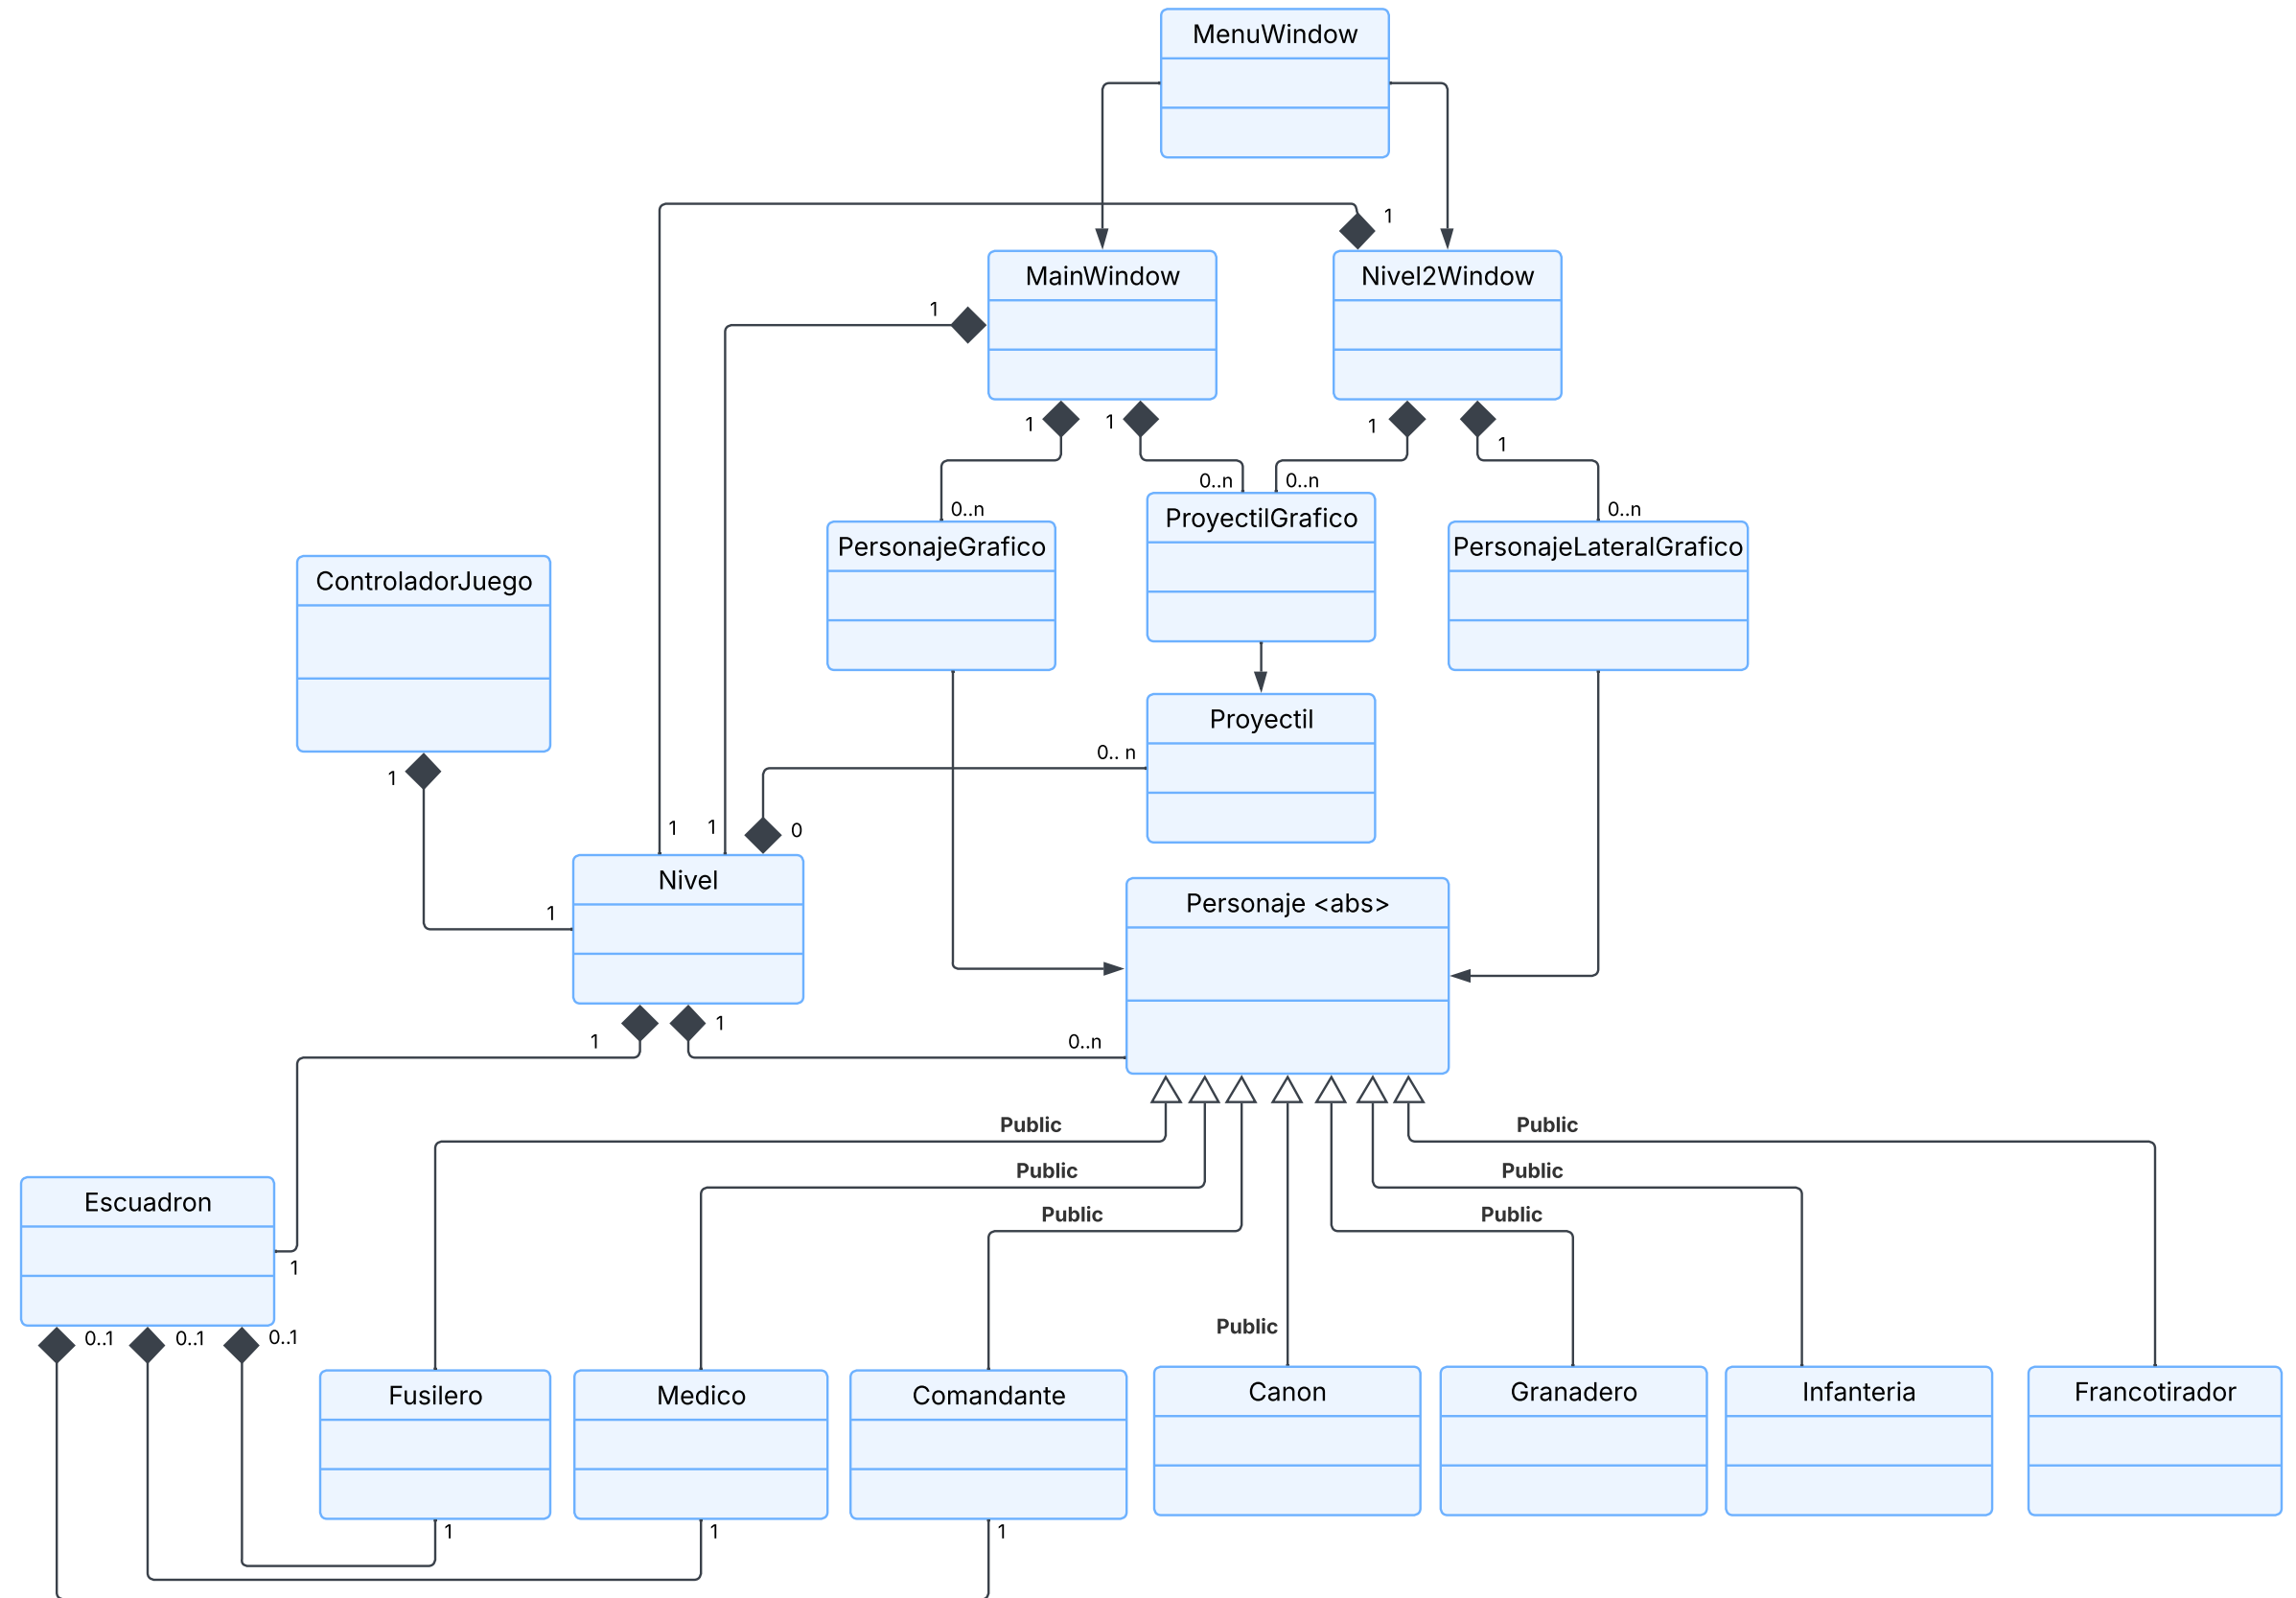 MenuWindow
1
MainWindow
Nivel2Window
1
1
1
1
1
0..n
0..n
0..n
0..n
ProyectilGrafico
PersonajeGrafico
PersonajeLateralGrafico
ControladorJuego
Proyectil
0.. n
1
1
1
0
Nivel
Personaje <abs>
1
1
1
0..n
Public
Public
Public
Public
Escuadron
Public
Public
1
Public
0..1
0..1
0..1
Fusilero
Medico
Comandante
Canon
Granadero
Infanteria
Francotirador
1
1
1